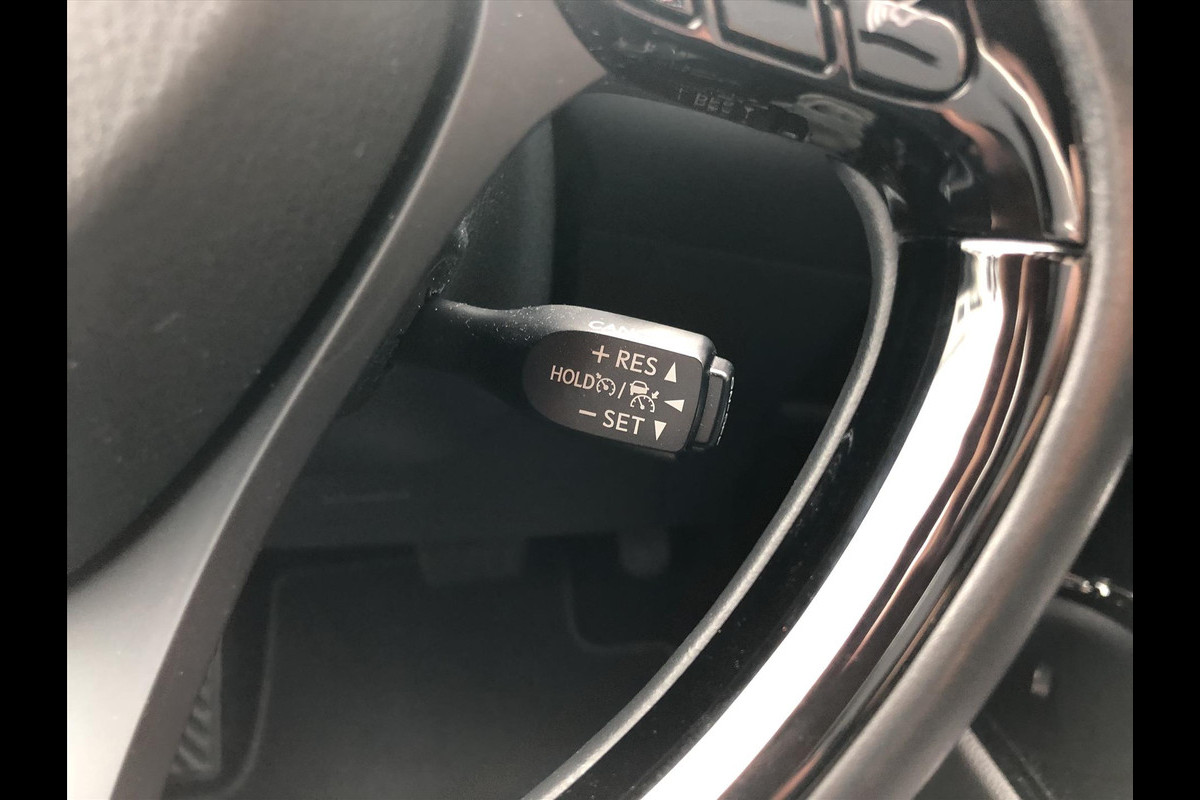 + RES ▲
HOLD / ◀
− SET ▼